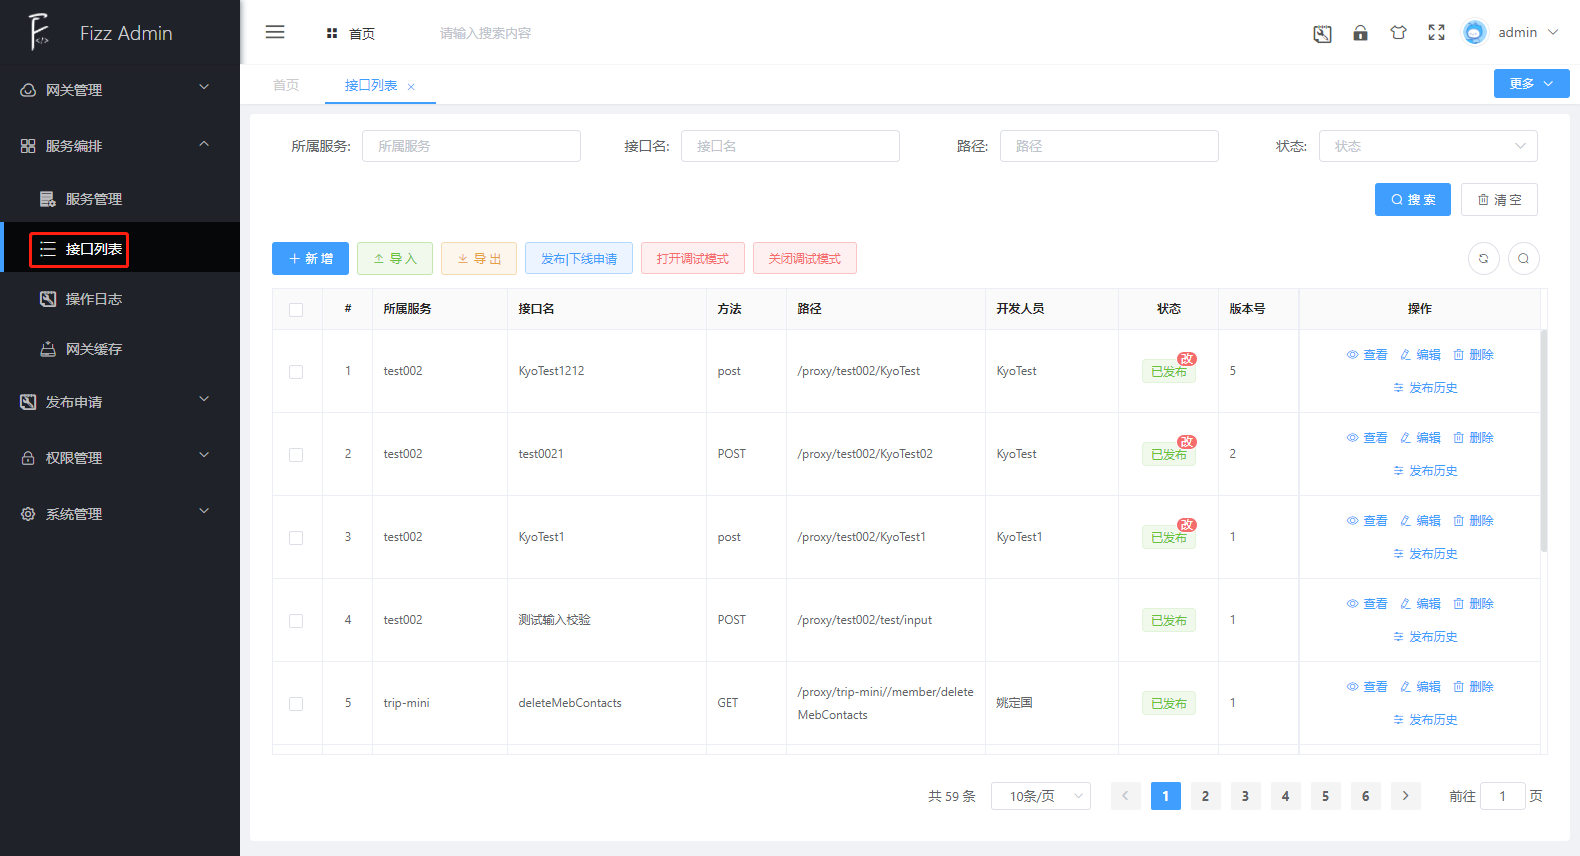 Fizz Admin
首页
请输入搜索内容
admin
网关管理
服务编排
服务管理
接口列表
操作日志
网关缓存
发布申请
权限管理
系统管理
首页 接口列表
更多
所属服务: 所属服务 接口名: 接口名 路径: 路径 状态: 状态
搜索 清空
新增 导入 导出 发布|下线申请 打开调试模式 关闭调试模式
# 所属服务 接口名 方法 路径 开发人员 状态 版本号 操作
1 test002 KyoTest1212 post /proxy/test002/KyoTest KyoTest 已发布 改 5 查看 编辑 删除
发布历史
2 test002 test0021 POST /proxy/test002/KyoTest02 KyoTest 已发布 改 2 查看 编辑 删除
发布历史
3 test002 KyoTest1 post /proxy/test002/KyoTest1 KyoTest1 已发布 改 1 查看 编辑 删除
发布历史
4 test002 测试输入校验 POST /proxy/test002/test/input 已发布 1 查看 编辑 删除
发布历史
5 trip-mini deleteMebContacts GET /proxy/trip-mini//member/delete
MebContacts 姚定国 已发布 1 查看 编辑 删除
发布历史
共 59 条 10条/页 1 2 3 4 5 6 前往 1 页